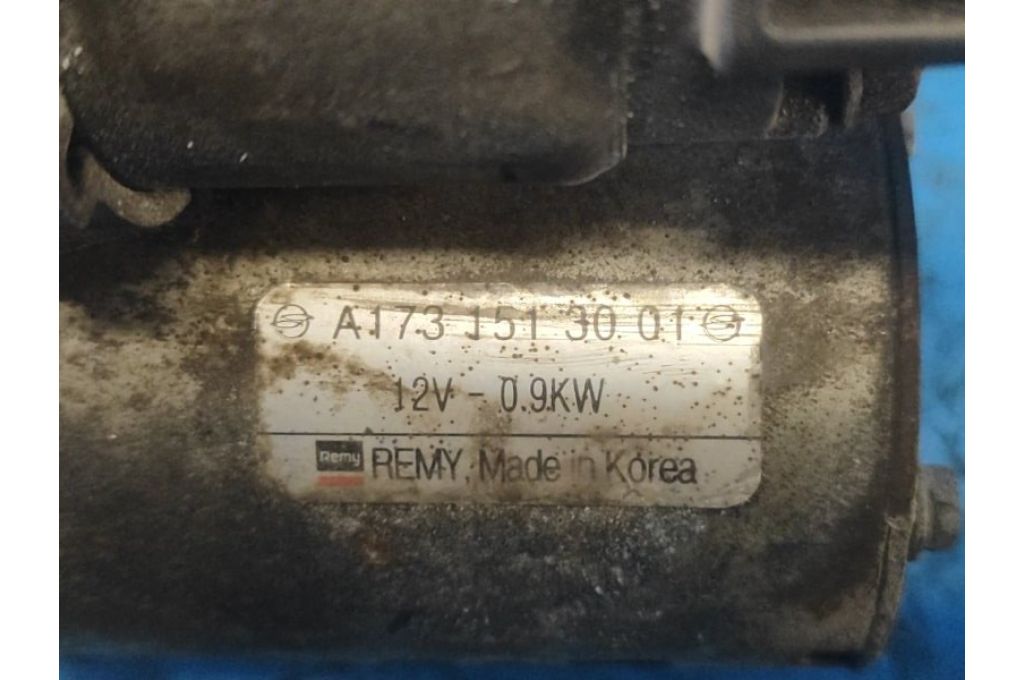 A173 151 30 01
12V - 0.9KW
Remy REMY, Made in Korea